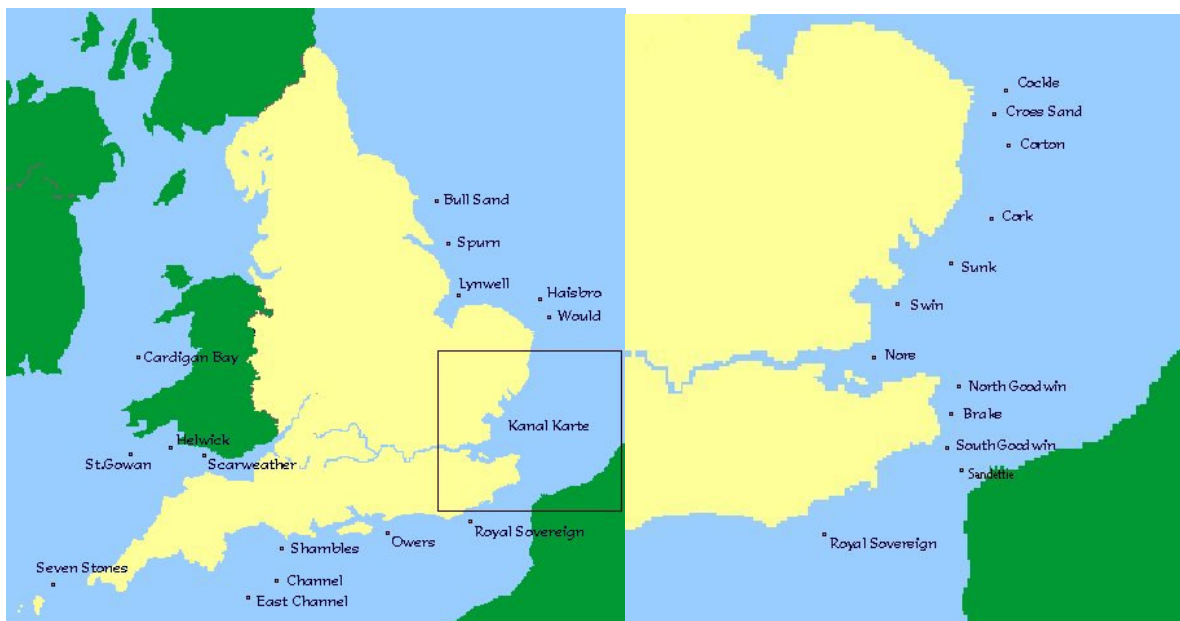 Bull Sand
Spurn
Lynwell
Haisbro
Would
Cardigan Bay
Kanal Karte
Helwick
St.Gowan
Scarweather
Royal Sovereign
Owers
Shambles
Seven Stones
Channel
East Channel
Cockle
Cross Sand
Corton
Cork
Sunk
Swin
Nore
North Goodwin
Brake
South Goodwin
Sandettie
Royal Sovereign